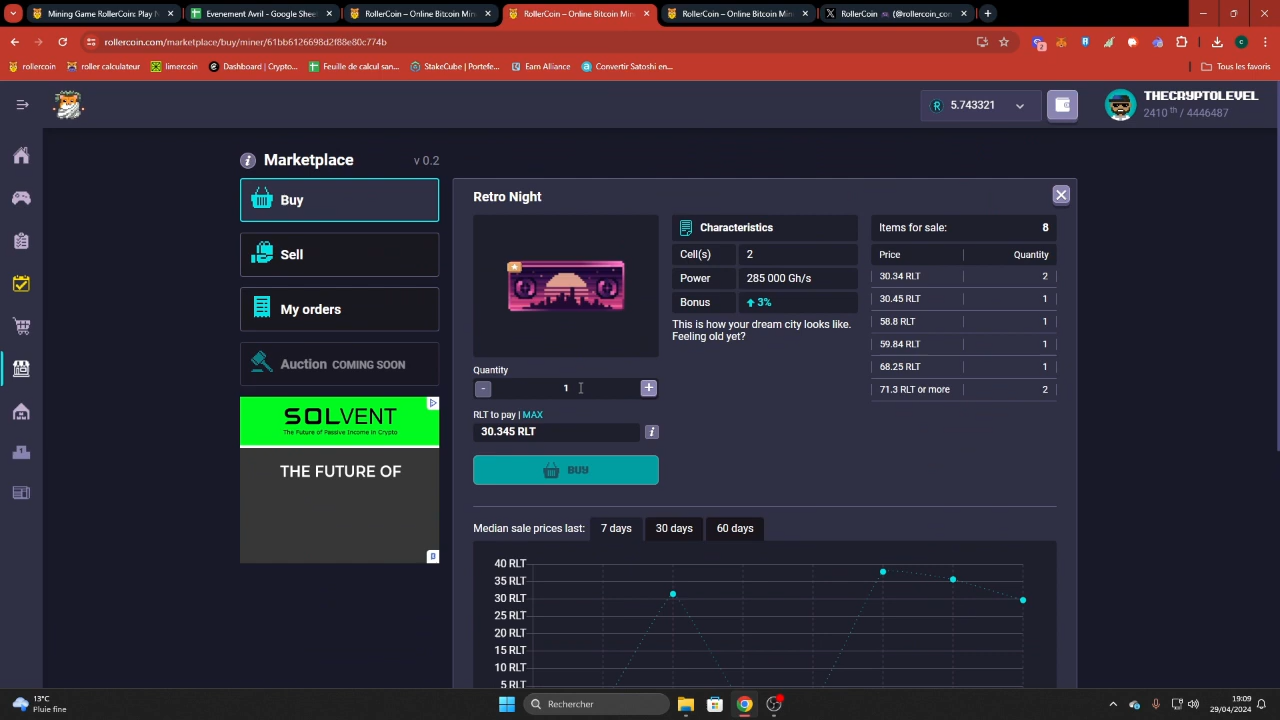 Mining Game RollerCoin: Play N
Evenement Avril - Google Sheet
RollerCoin – Online Bitcoin Min
RollerCoin – Online Bitcoin Min
RollerCoin – Online Bitcoin Min
rollercoin.com/marketplace/buy/miner/61bb6126698d2f88e80c774b
rollercoin
roller calculateur
limercoin
Dashboard | Crypto...
Feuille de calcul san...
StakeCube | Portefe...
Earn Alliance
Convertir Satoshi en...
Tous les favoris
5.743321
THECRYPTOLEVEL
2410 th / 4446487
Marketplace
v 0.2
Buy
Sell
My orders
Auction COMING SOON
SOLVENT
The Future of Passive Income in Crypto
THE FUTURE OF
Retro Night
Quantity
- 1 +
RLT to pay | MAX
30.345 RLT
BUY
Characteristics
Cell(s) 2
Power 285 000 Gh/s
Bonus 3%
This is how your dream city looks like.
Feeling old yet?
Items for sale: 8
Price Quantity
30.34 RLT 2
30.45 RLT 1
58.8 RLT 1
59.84 RLT 1
68.25 RLT 1
71.3 RLT or more 2
Median sale prices last: 7 days 30 days 60 days
40 RLT
35 RLT
30 RLT
25 RLT
20 RLT
15 RLT
10 RLT
5 RLT
13°C
Pluie fine
Rechercher
19:09
29/04/2024